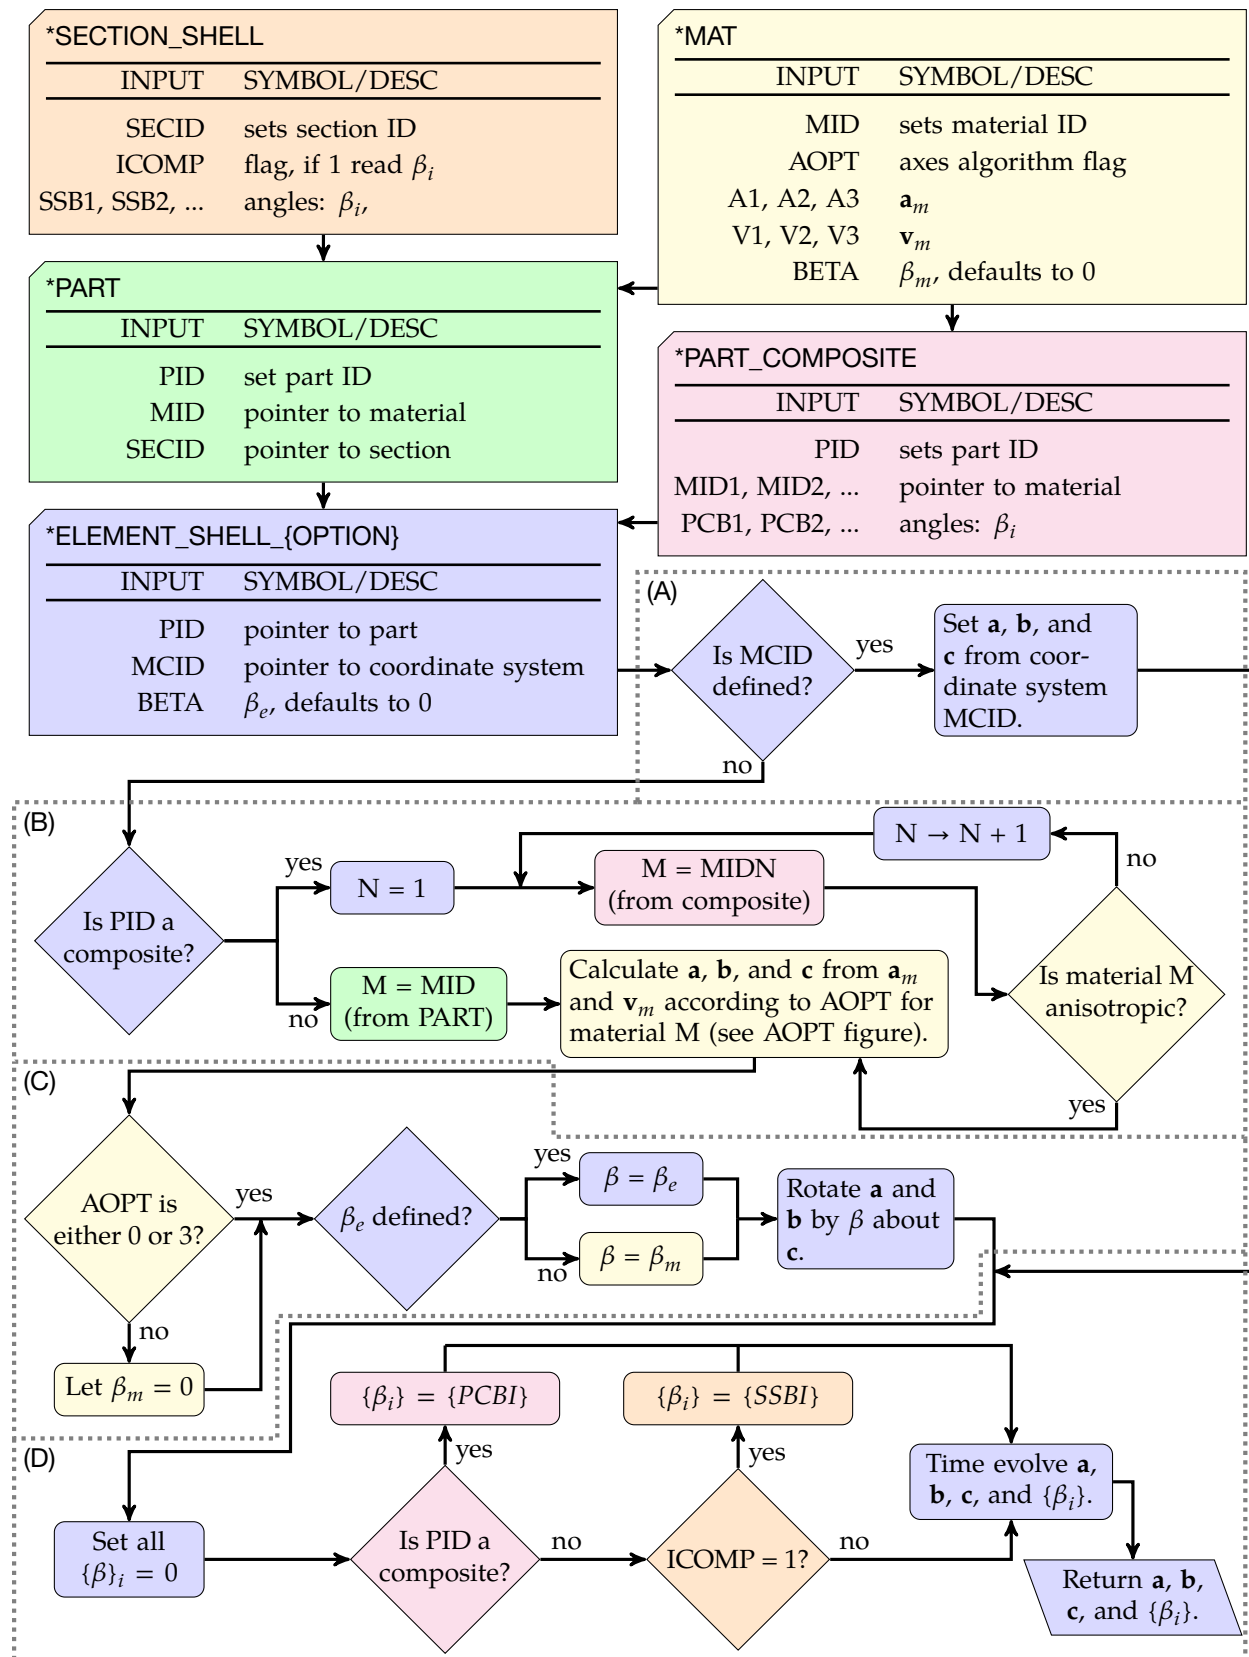 *SECTION_SHELL
INPUT SYMBOL/DESC
SECID sets section ID
ICOMP flag, if 1 read βi
SSB1, SSB2, ... angles: βi,
*MAT
INPUT SYMBOL/DESC
MID sets material ID
AOPT axes algorithm flag
A1, A2, A3 am
V1, V2, V3 vm
BETA βm, defaults to 0
*PART
INPUT SYMBOL/DESC
PID set part ID
MID pointer to material
SECID pointer to section
*PART_COMPOSITE
INPUT SYMBOL/DESC
PID sets part ID
MID1, MID2, ... pointer to material
PCB1, PCB2, ... angles: βi
*ELEMENT_SHELL_{OPTION}
INPUT SYMBOL/DESC
PID pointer to part
MCID pointer to coordinate system
BETA βe, defaults to 0
(A)
Is MCID
defined?
yes
Set a, b, and
c from coor-
dinate system
MCID.
no
(B)
Is PID a
composite?
yes
N = 1
M = MIDN
(from composite)
N → N + 1
no
Is material M
anisotropic?
yes
no
M = MID
(from PART)
Calculate a, b, and c from am
and vm according to AOPT for
material M (see AOPT figure).
(C)
AOPT is
either 0 or 3?
yes
no
Let βm = 0
βe defined?
yes
β = βe
no
β = βm
Rotate a and
b by β about
c.
(D)
Set all
{β}i = 0
Is PID a
composite?
yes
{βi} = {PCBI}
no
ICOMP = 1?
yes
{βi} = {SSBI}
no
Time evolve a,
b, c, and {βi}.
Return a, b,
c, and {βi}.